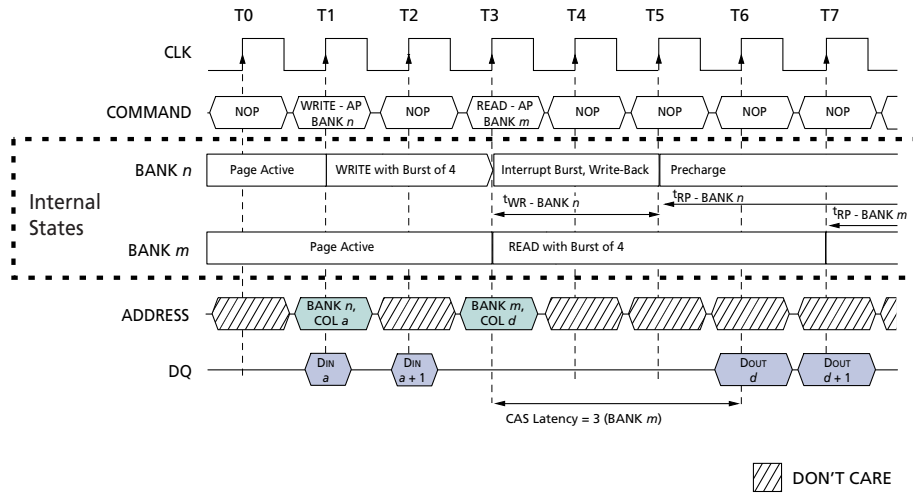 T0 T1 T2 T3 T4 T5 T6 T7
CLK
COMMAND NOP WRITE - AP BANK n NOP READ - AP BANK m NOP NOP NOP NOP
Internal States
BANK n Page Active WRITE with Burst of 4 Interrupt Burst, Write-Back Precharge
tWR - BANK n tRP - BANK n
tRP - BANK m
BANK m Page Active READ with Burst of 4
ADDRESS BANK n, COL a BANK m, COL d
DQ DIN a DIN a + 1 DOUT d DOUT d + 1
CAS Latency = 3 (BANK m)
DON'T CARE